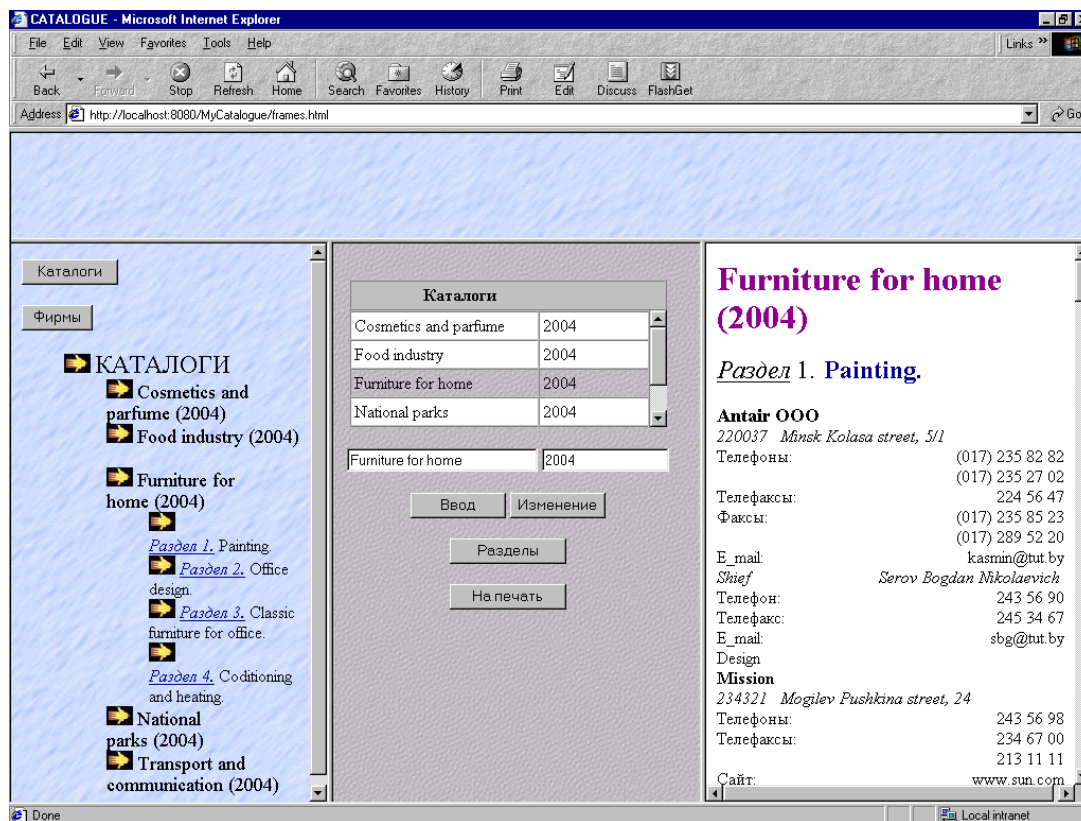 CATALOGUE - Microsoft Internet Explorer
File Edit View Favorites Tools Help
Links »
Back Forward Stop Refresh Home Search Favorites History Print Edit Discuss FlashGet
Address http://localhost:8080/MyCatalogue/frames.html
Go
Каталоги
Фирмы
КАТАЛОГИ
Cosmetics and
parfume (2004)
Food industry (2004)
Furniture for
home (2004)
Раздел 1. Painting.
Раздел 2. Office
design.
Раздел 3. Classic
furniture for office.
Раздел 4. Coditioning
and heating.
National
parks (2004)
Transport and
communication (2004)
Каталоги
Cosmetics and parfume 2004
Food industry 2004
Furniture for home 2004
National parks 2004
Furniture for home 2004
Ввод Изменение
Разделы
На печать
Furniture for home
(2004)
Раздел 1. Painting.
Antair OOO
220037 Minsk Kolasa street, 5/1
Телефоны: (017) 235 82 82
(017) 235 27 02
Телефаксы: 224 56 47
Факсы: (017) 235 85 23
(017) 289 52 20
E_mail: kasmin@tut.by
Shief Serov Bogdan Nikolaevich
Телефон: 243 56 90
Телефакс: 245 34 67
E_mail: sbg@tut.by
Design
Mission
234321 Mogilev Pushkina street, 24
Телефоны: 243 56 98
Телефаксы: 234 67 00
213 11 11
Сайт: www.sun.com
Done
Local intranet